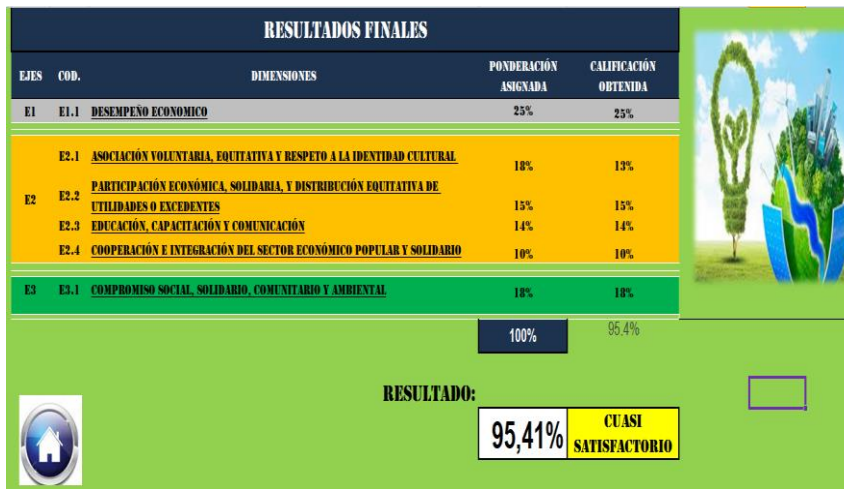 RESULTADOS FINALES
EJES COD. DIMENSIONES PONDERACIÓN ASIGNADA CALIFICACIÓN OBTENIDA
E1 E1.1 DESEMPEÑO ECONOMICO 25% 25%
E2 E2.1 ASOCIACIÓN VOLUNTARIA, EQUITATIVA Y RESPETO A LA IDENTIDAD CULTURAL 18% 13%
E2.2 PARTICIPACIÓN ECONÓMICA, SOLIDARIA, Y DISTRIBUCIÓN EQUITATIVA DE
UTILIDADES O EXCEDENTES 15% 15%
E2.3 EDUCACIÓN, CAPACITACIÓN Y COMUNICACIÓN 14% 14%
E2.4 COOPERACIÓN E INTEGRACIÓN DEL SECTOR ECONÓMICO POPULAR Y SOLIDARIO 10% 10%
E3 E3.1 COMPROMISO SOCIAL, SOLIDARIO, COMUNITARIO Y AMBIENTAL 18% 18%
100% 95,4%
RESULTADO:
95,41% CUASI
SATISFACTORIO